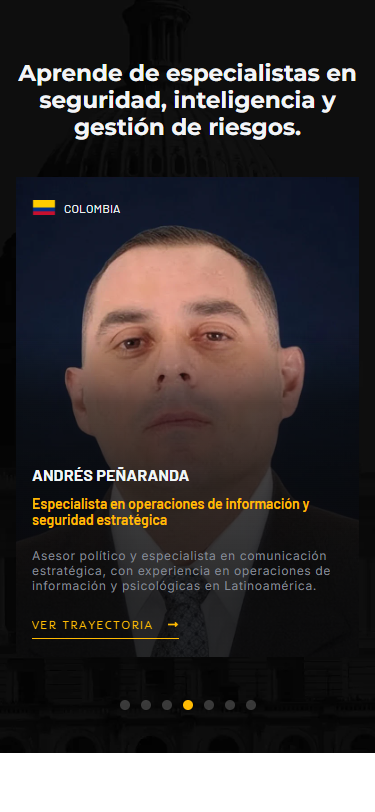 Aprende de especialistas en
seguridad, inteligencia y
gestión de riesgos.
COLOMBIA
ANDRÉS PEÑARANDA
Especialista en operaciones de información y
seguridad estratégica
Asesor político y especialista en comunicación
estratégica, con experiencia en operaciones de
información y psicológicas en Latinoamérica.
VER TRAYECTORIA